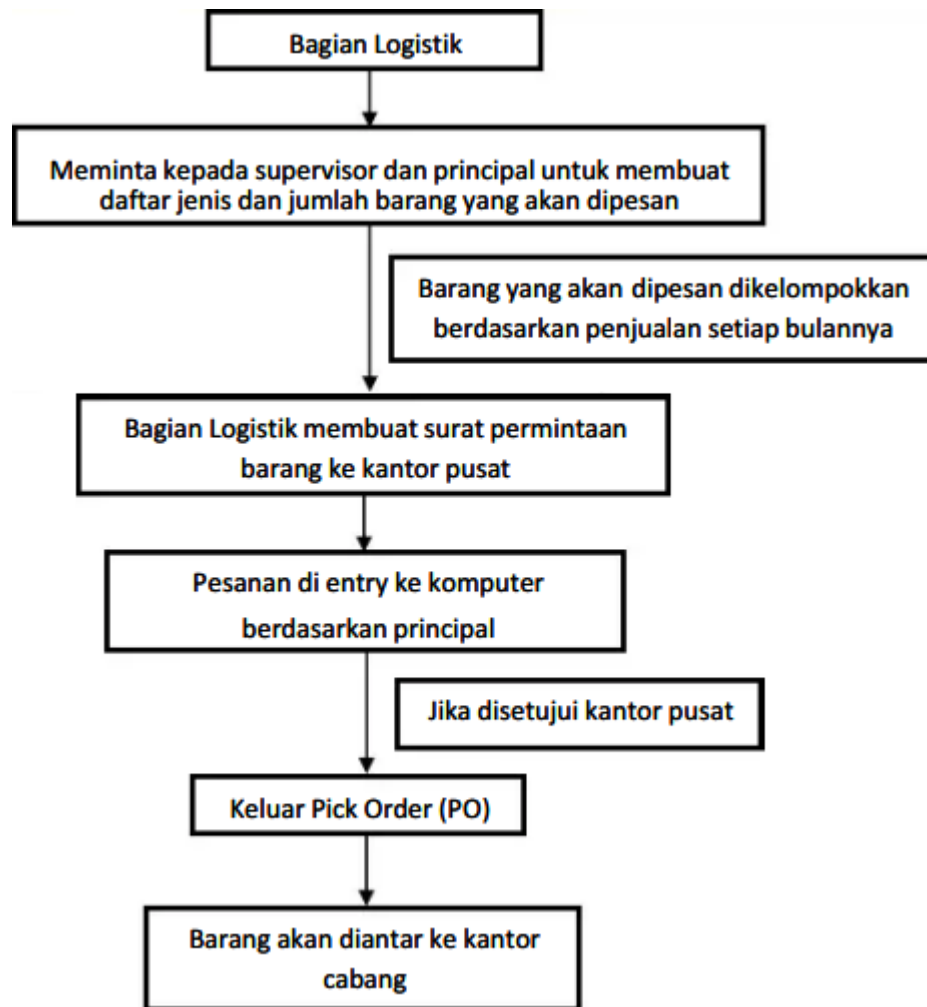 Bagian Logistik
Meminta kepada supervisor dan principal untuk membuat
daftar jenis dan jumlah barang yang akan dipesan
Barang yang akan dipesan dikelompokkan
berdasarkan penjualan setiap bulannya
Bagian Logistik membuat surat permintaan
barang ke kantor pusat
Pesanan di entry ke komputer
berdasarkan principal
Jika disetujui kantor pusat
Keluar Pick Order (PO)
Barang akan diantar ke kantor
cabang